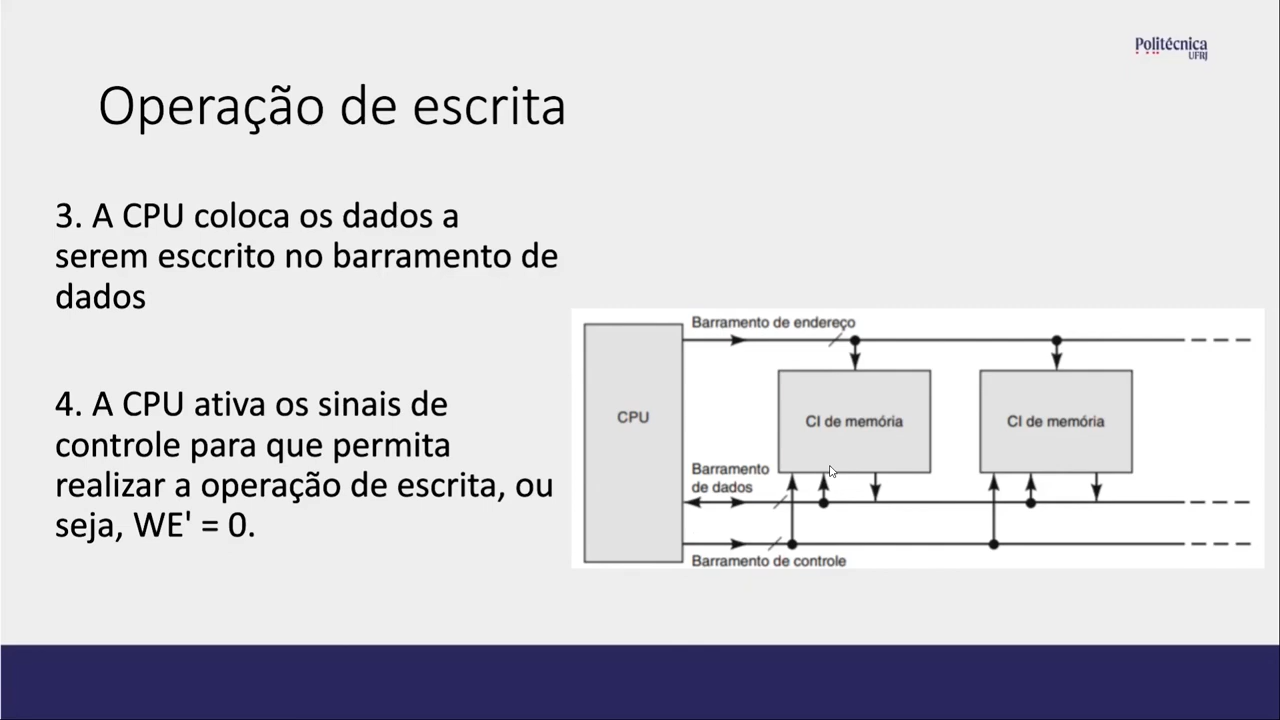 Politécnica
UFRJ
Operação de escrita
3. A CPU coloca os dados a
serem esccrito no barramento de
dados
4. A CPU ativa os sinais de
controle para que permita
realizar a operação de escrita, ou
seja, WE' = 0.
Barramento de endereço
CPU
CI de memória
CI de memória
Barramento
de dados
Barramento de controle